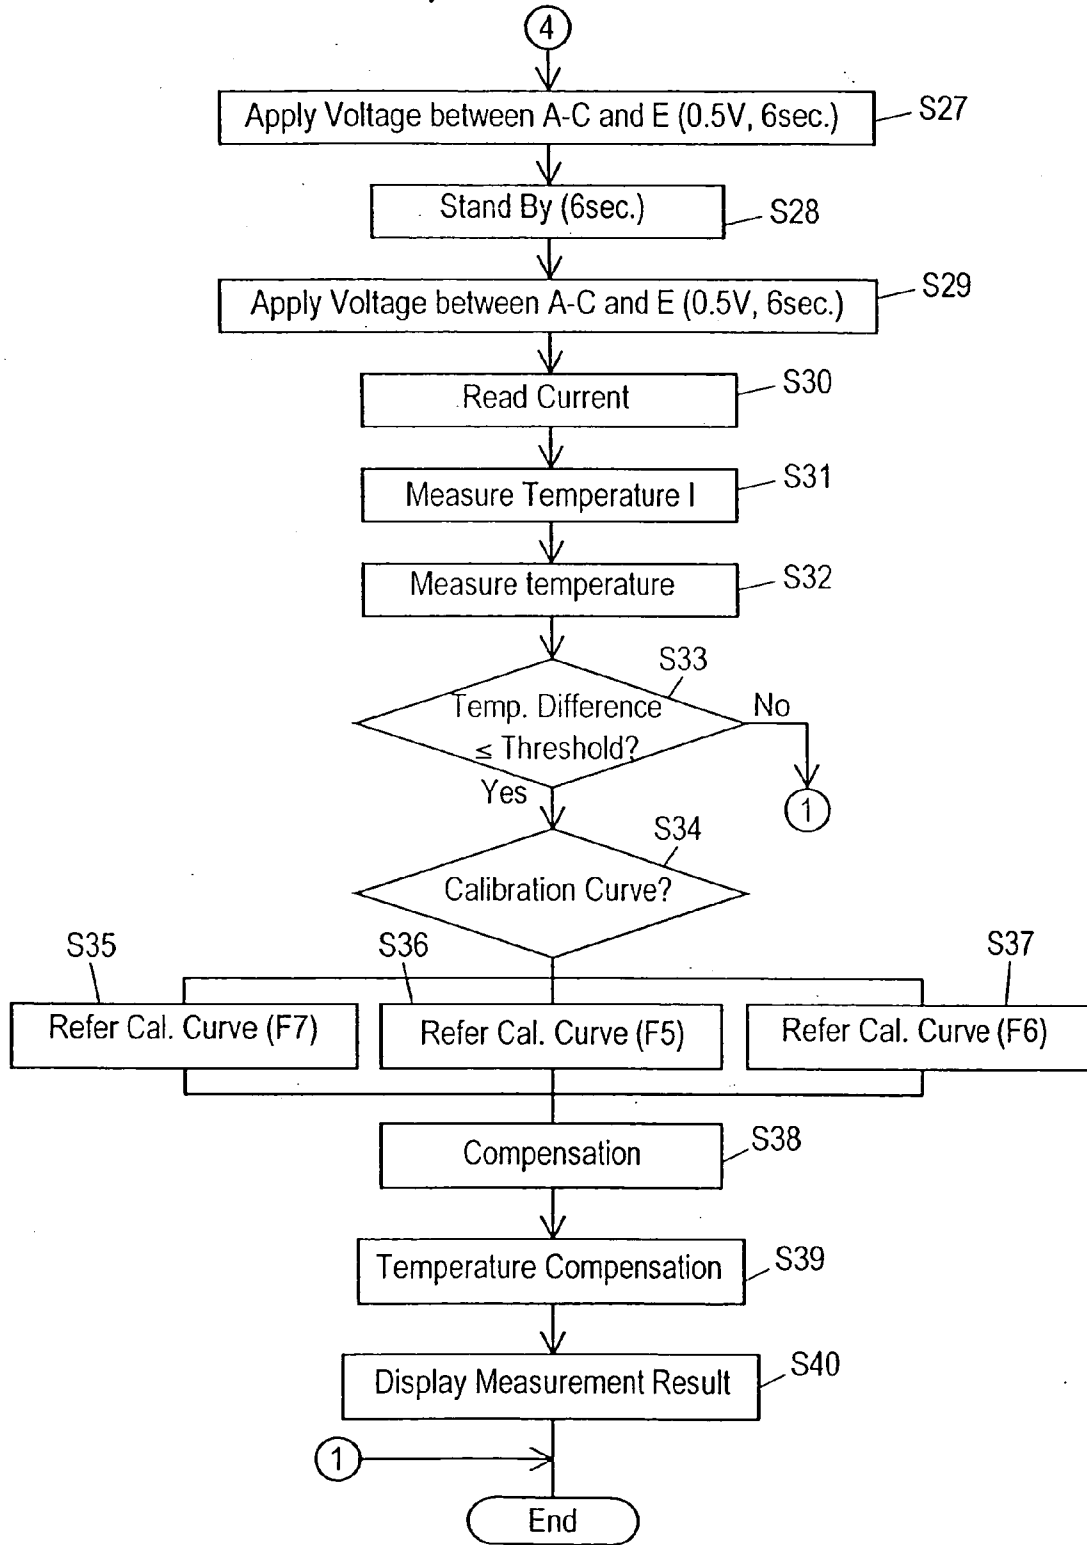 4
Apply Voltage between A-C and E (0.5V, 6sec.)
S27
Stand By (6sec.)
S28
Apply Voltage between A-C and E (0.5V, 6sec.)
S29
Read Current
S30
Measure Temperature I
S31
Measure temperature
S32
S33
Temp. Difference
≤ Threshold?
No
Yes
1
S34
Calibration Curve?
S35
S36
S37
Refer Cal. Curve (F7)
Refer Cal. Curve (F5)
Refer Cal. Curve (F6)
Compensation
S38
Temperature Compensation
S39
Display Measurement Result
S40
1
End